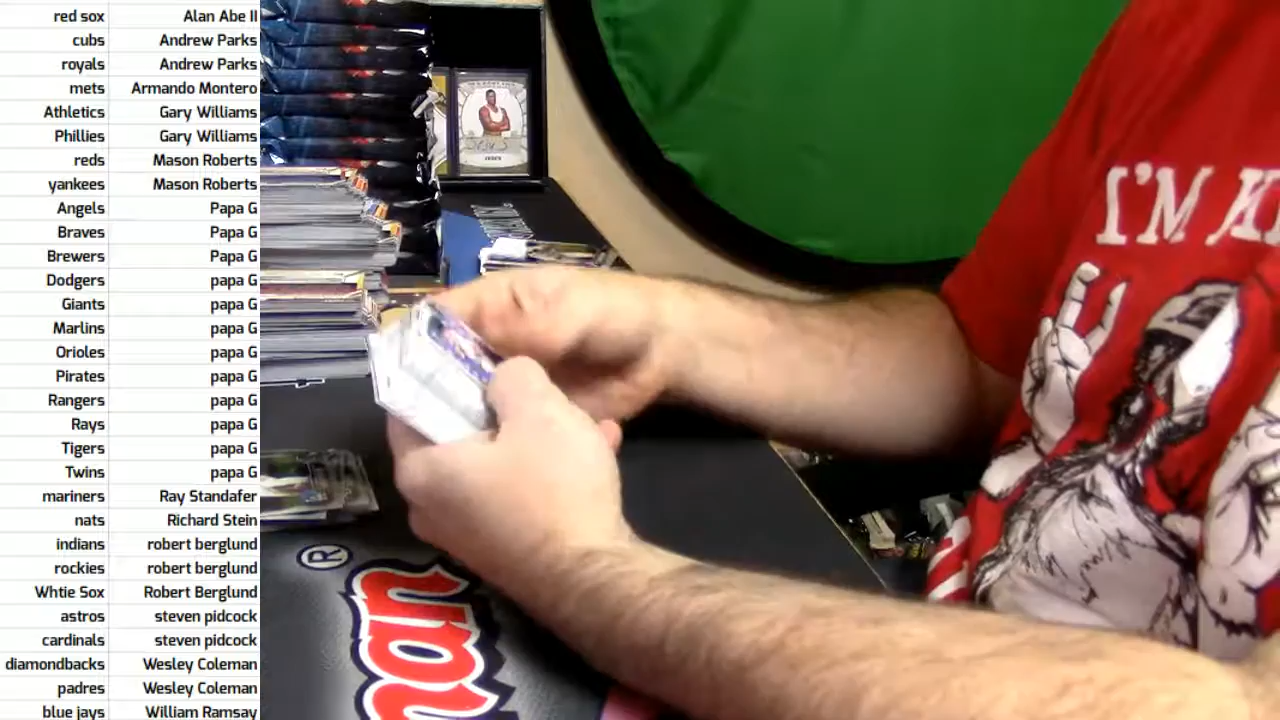 red sox Alan Abe II
cubs Andrew Parks
royals Andrew Parks
mets Armando Montero
Athletics Gary Williams
Phillies Gary Williams
reds Mason Roberts
yankees Mason Roberts
Angels Papa G
Braves Papa G
Brewers Papa G
Dodgers papa G
Giants papa G
Marlins papa G
Orioles papa G
Pirates papa G
Rangers papa G
Rays papa G
Tigers papa G
Twins papa G
mariners Ray Standafer
nats Richard Stein
indians robert berglund
rockies robert berglund
Whtie Sox Robert Berglund
astros steven pidcock
cardinals steven pidcock
diamondbacks Wesley Coleman
padres Wesley Coleman
blue jays William Ramsay
I'M
®